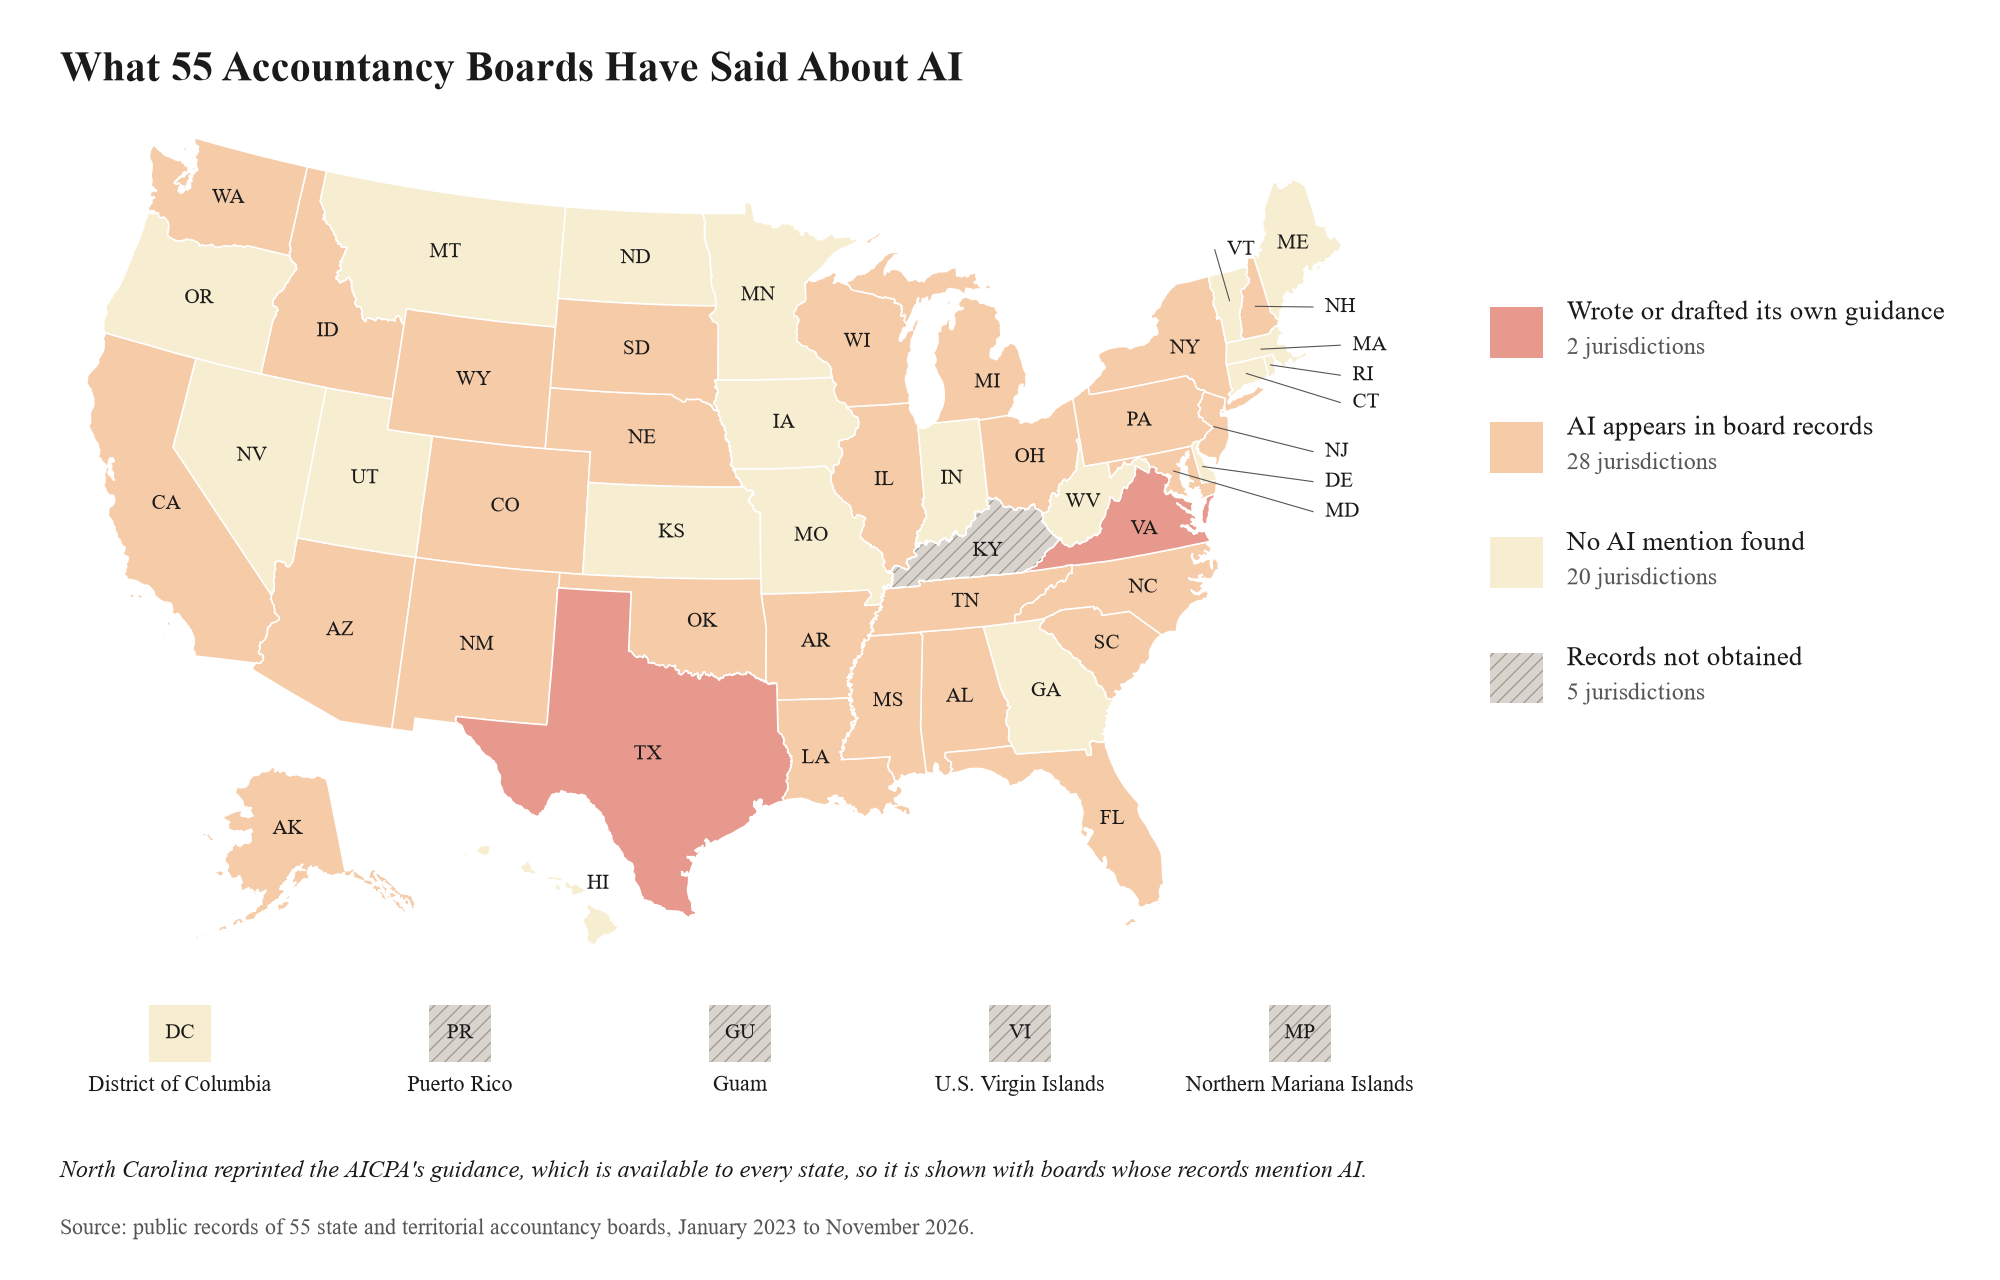 What 55 Accountancy Boards Have Said About AI
WA
MT
ND
MN
VT
ME
OR
ID
SD
WI
NH
WY
MI
NY
MA
RI
CT
NE
IA
PA
NV
UT
CO
IL
IN
OH
NJ
DE
MD
CA
KS
MO
WV
VA
KY
AZ
NM
OK
AR
TN
NC
SC
MS
AL
GA
TX
LA
AK
HI
FL
Wrote or drafted its own guidance
2 jurisdictions
AI appears in board records
28 jurisdictions
No AI mention found
20 jurisdictions
Records not obtained
5 jurisdictions
DC
District of Columbia
PR
Puerto Rico
GU
Guam
VI
U.S. Virgin Islands
MP
Northern Mariana Islands
North Carolina reprinted the AICPA's guidance, which is available to every state, so it is shown with boards whose records mention AI.
Source: public records of 55 state and territorial accountancy boards, January 2023 to November 2026.